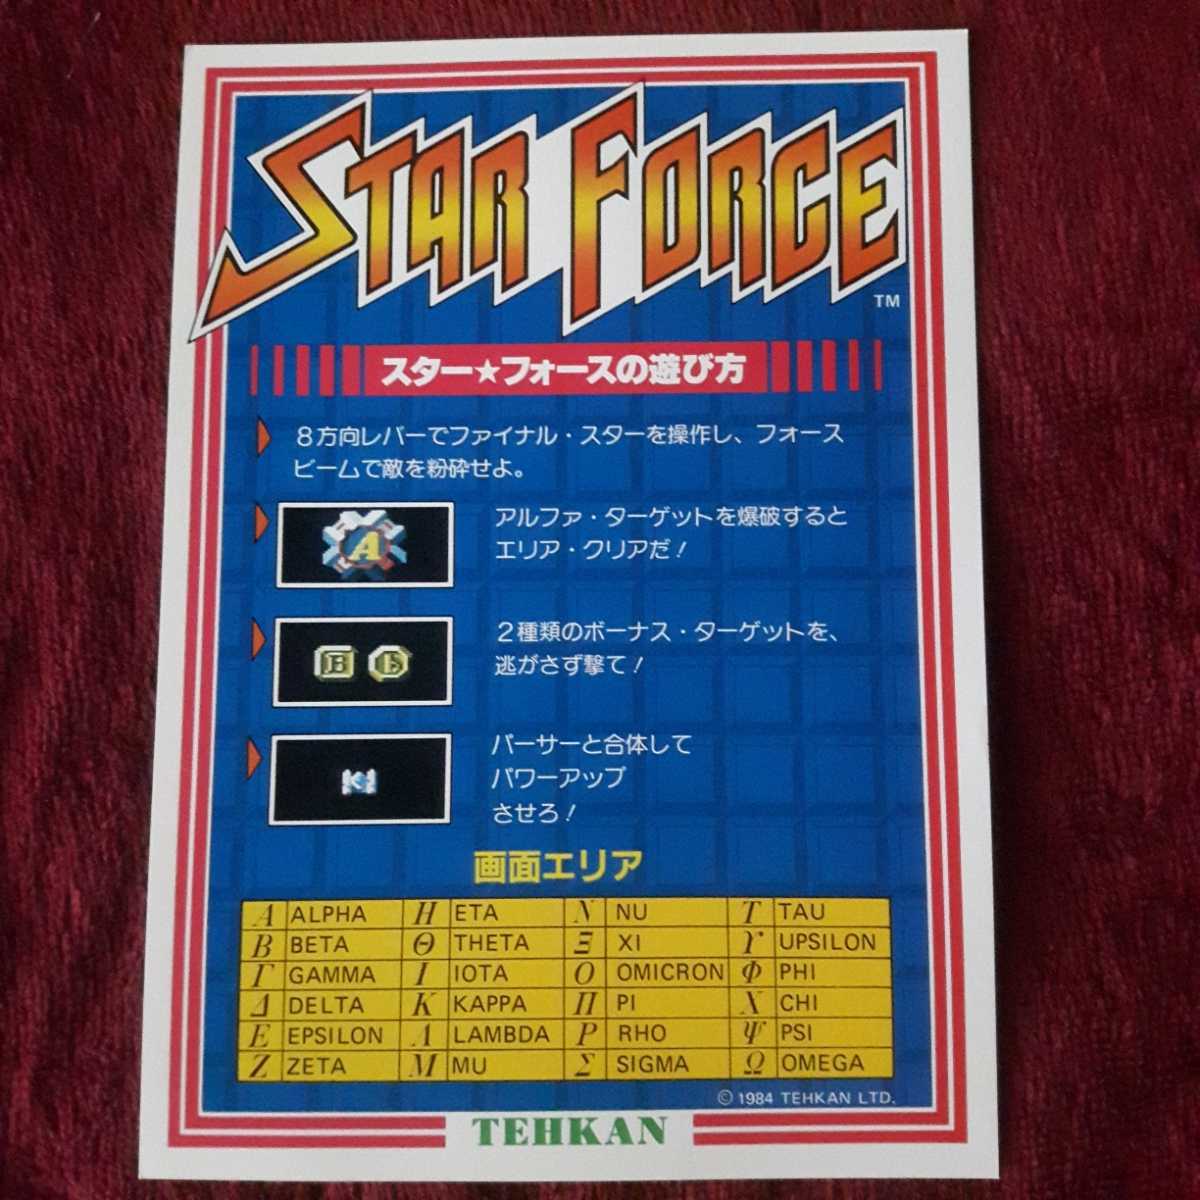 STAR FORCE
TM
スター★フォースの遊び方
8方向レバーでファイナル・スターを操作し、フォース
ビームで敵を粉砕せよ。
A
アルファ・ターゲットを爆破すると
エリア・クリアだ!
B
2種類のボーナス・ターゲットを、
逃がさず撃て!
パーサーと合体して
パワーアップ
させろ!
画面エリア
Α ALPHA Η ETA Ν NU Τ TAU
Β BETA Θ THETA Ξ XI ϒ UPSILON
Γ GAMMA Ι IOTA Ο OMICRON Φ PHI
Δ DELTA Κ KAPPA Π PI Χ CHI
Ε EPSILON Λ LAMBDA Ρ RHO Ψ PSI
Ζ ZETA Μ MU Σ SIGMA Ω OMEGA
© 1984 TEHKAN LTD.
TEHKAN